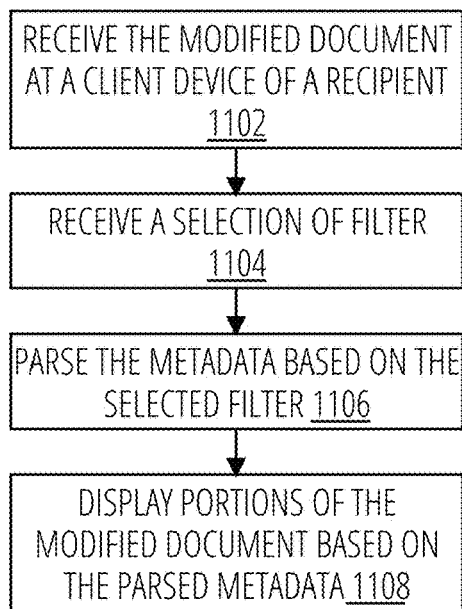 RECEIVE THE MODIFIED DOCUMENT
AT A CLIENT DEVICE OF A RECIPIENT
1102
RECEIVE A SELECTION OF FILTER
1104
PARSE THE METADATA BASED ON THE
SELECTED FILTER 1106
DISPLAY PORTIONS OF THE
MODIFIED DOCUMENT BASED ON
THE PARSED METADATA 1108